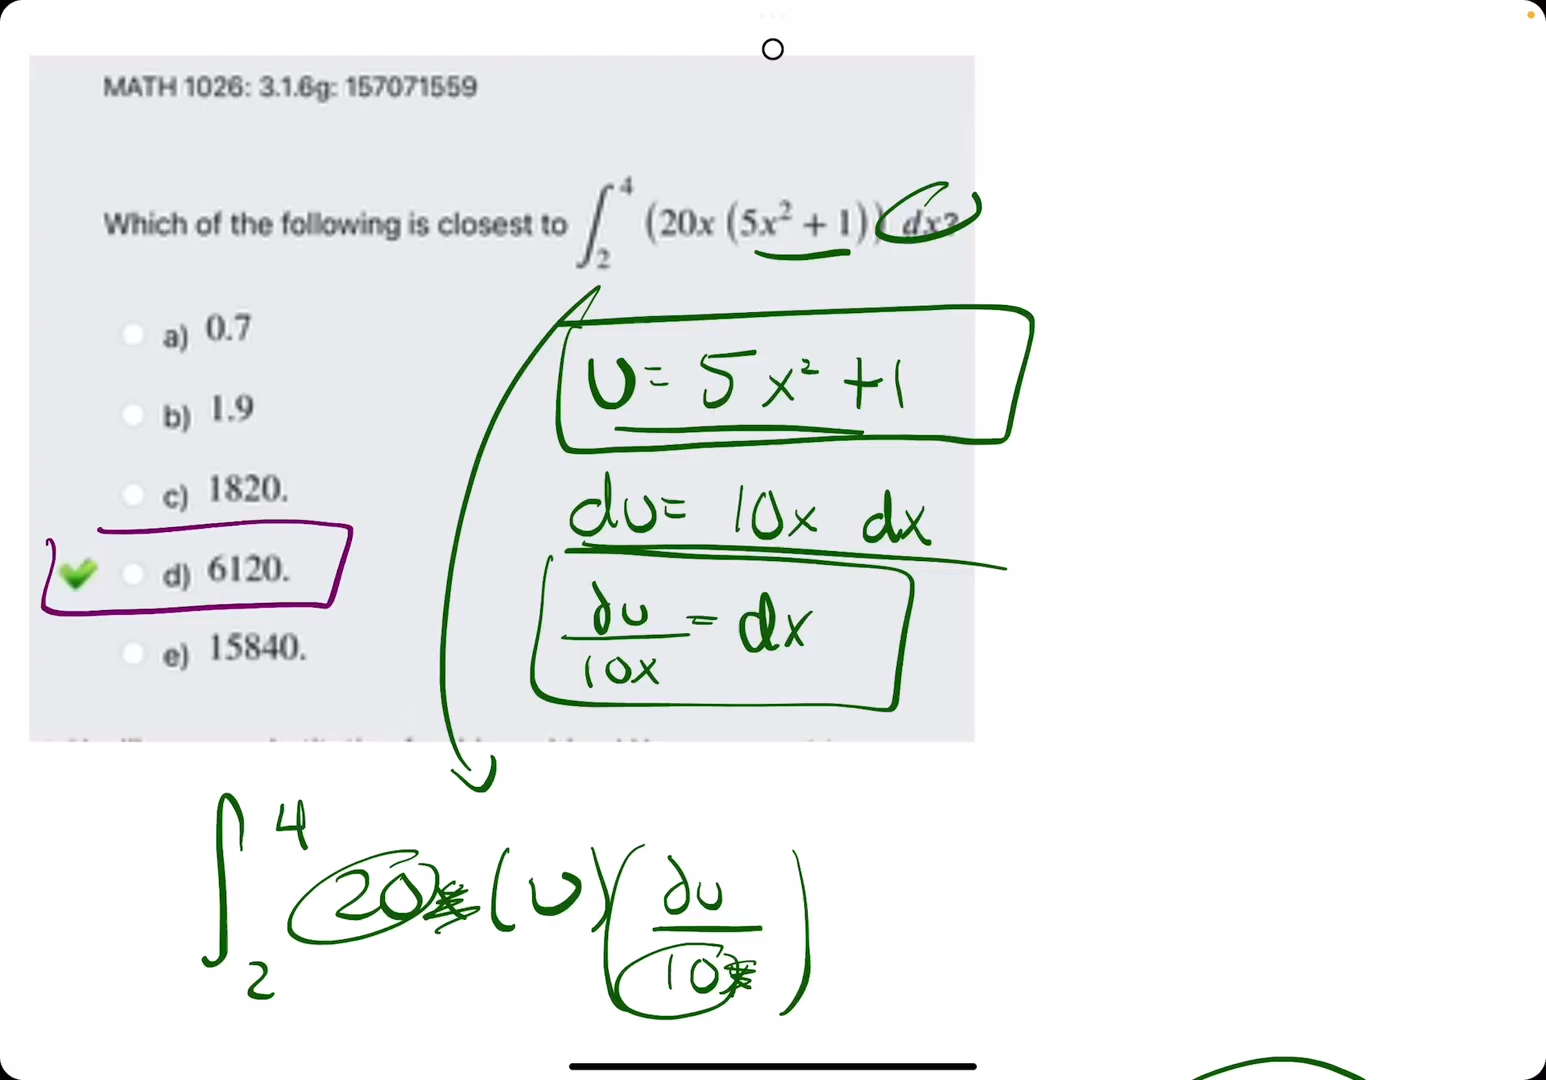 MATH 1026: 3.1.6g: 157071559
Which of the following is closest to ∫₂⁴ (20x (5x² + 1)) dx?
a) 0.7
b) 1.9
c) 1820.
d) 6120.
e) 15840.
U = 5x² + 1
du = 10x dx
du/10x = dx
∫₂⁴ 20x (U) (du/10x)